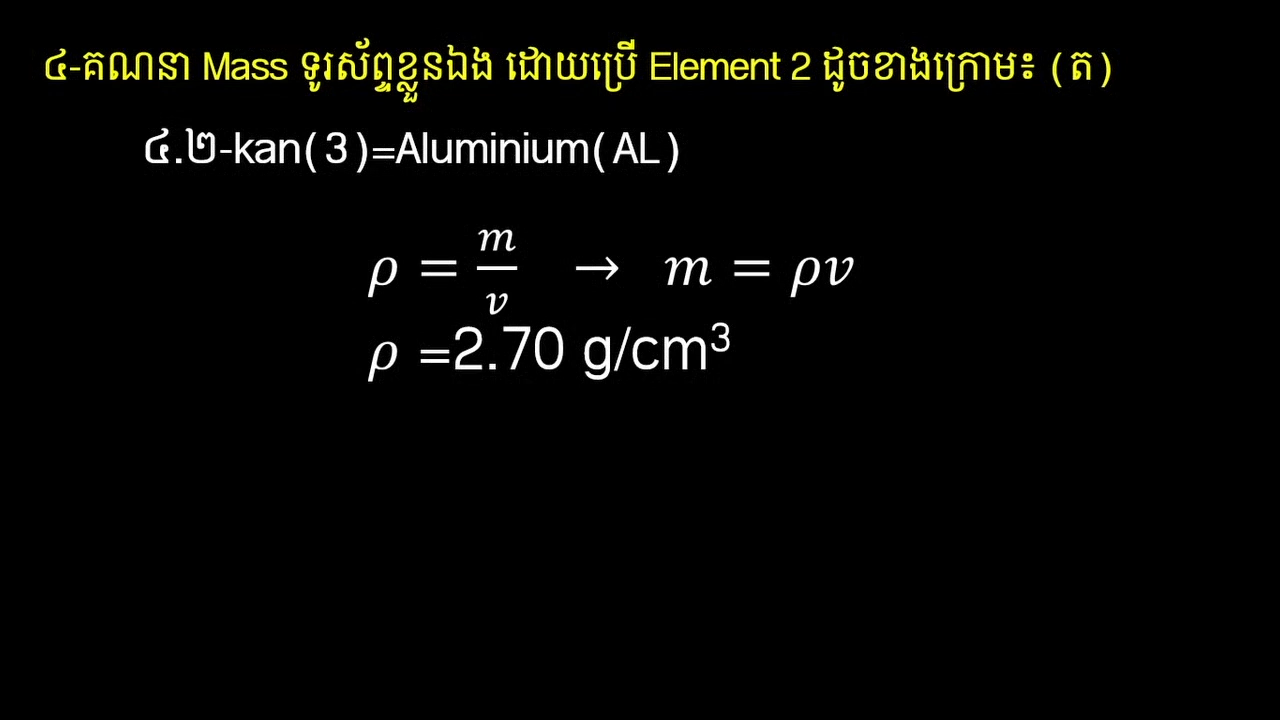 ៤-គណនា Mass ទូរស័ព្ទខ្លួនឯង ដោយប្រើ Element 2 ដូចខាងក្រោម៖ (ត)
៤.២-kan(3)=Aluminium(AL)
ρ = m/v → m = ρv
ρ =2.70 g/cm³